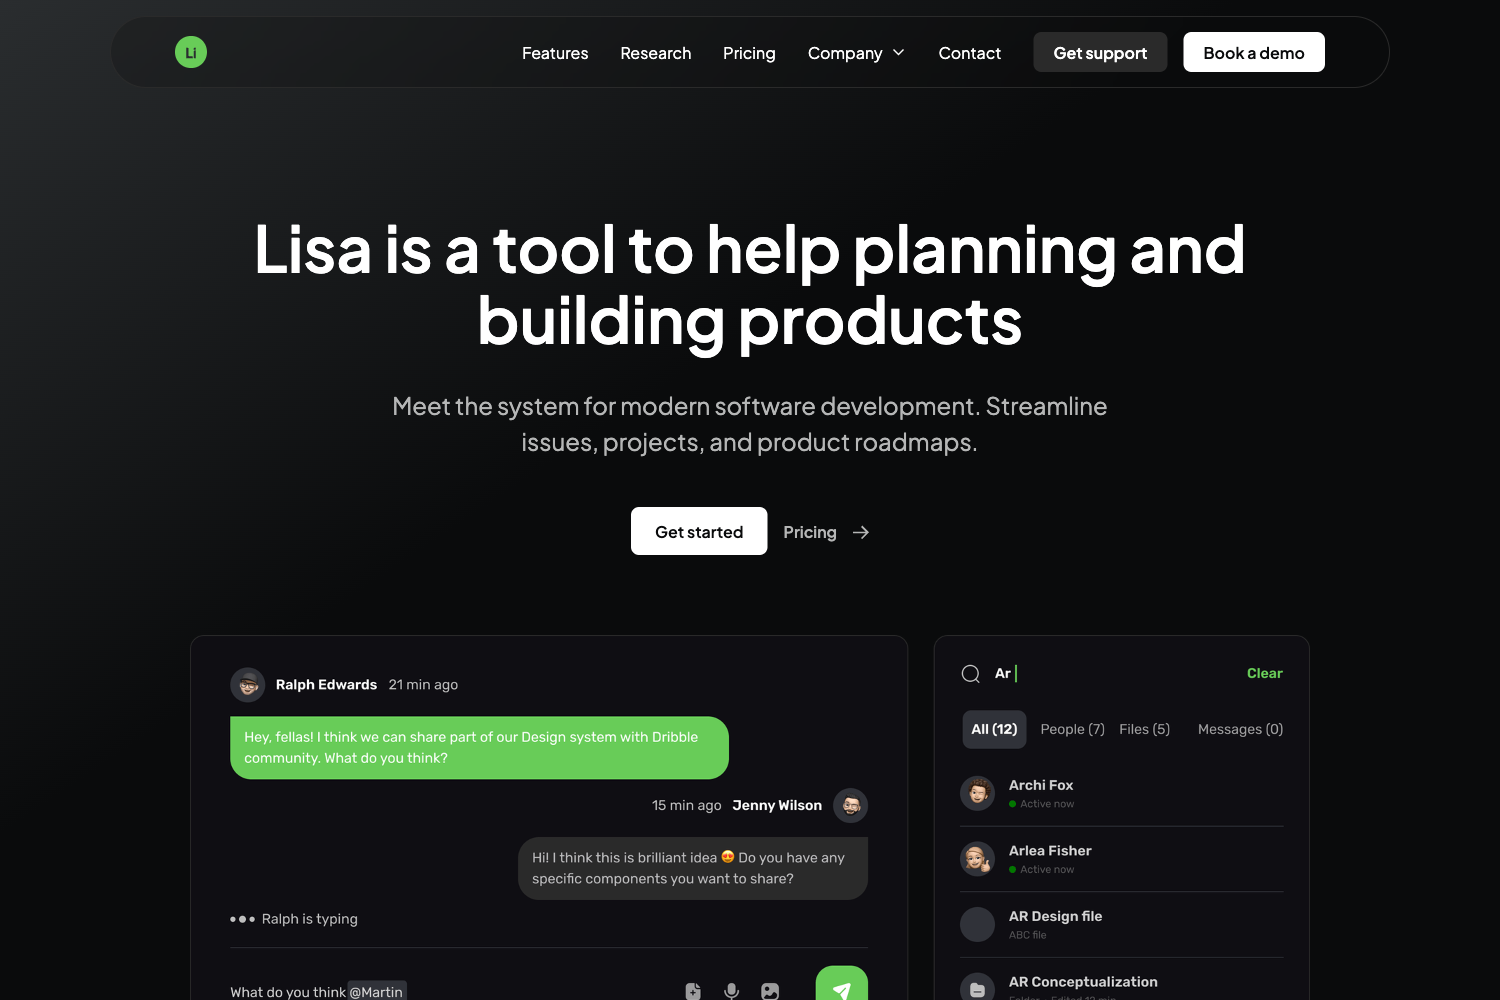 Li
Features
Research
Pricing
Company
Contact
Get support
Book a demo
Lisa is a tool to help planning and
building products
Meet the system for modern software development. Streamline
issues, projects, and product roadmaps.
Get started
Pricing
Ralph Edwards 21 min ago
Hey, fellas! I think we can share part of our Design system with Dribble
community. What do you think?
15 min ago Jenny Wilson
Hi! I think this is brilliant idea 😍 Do you have any
specific components you want to share?
Ralph is typing
What do you think @Martin
Ar
Clear
All (12)
People (7)
Files (5)
Messages (0)
Archi Fox
Active now
Arlea Fisher
Active now
AR Design file
ABC file
AR Conceptualization